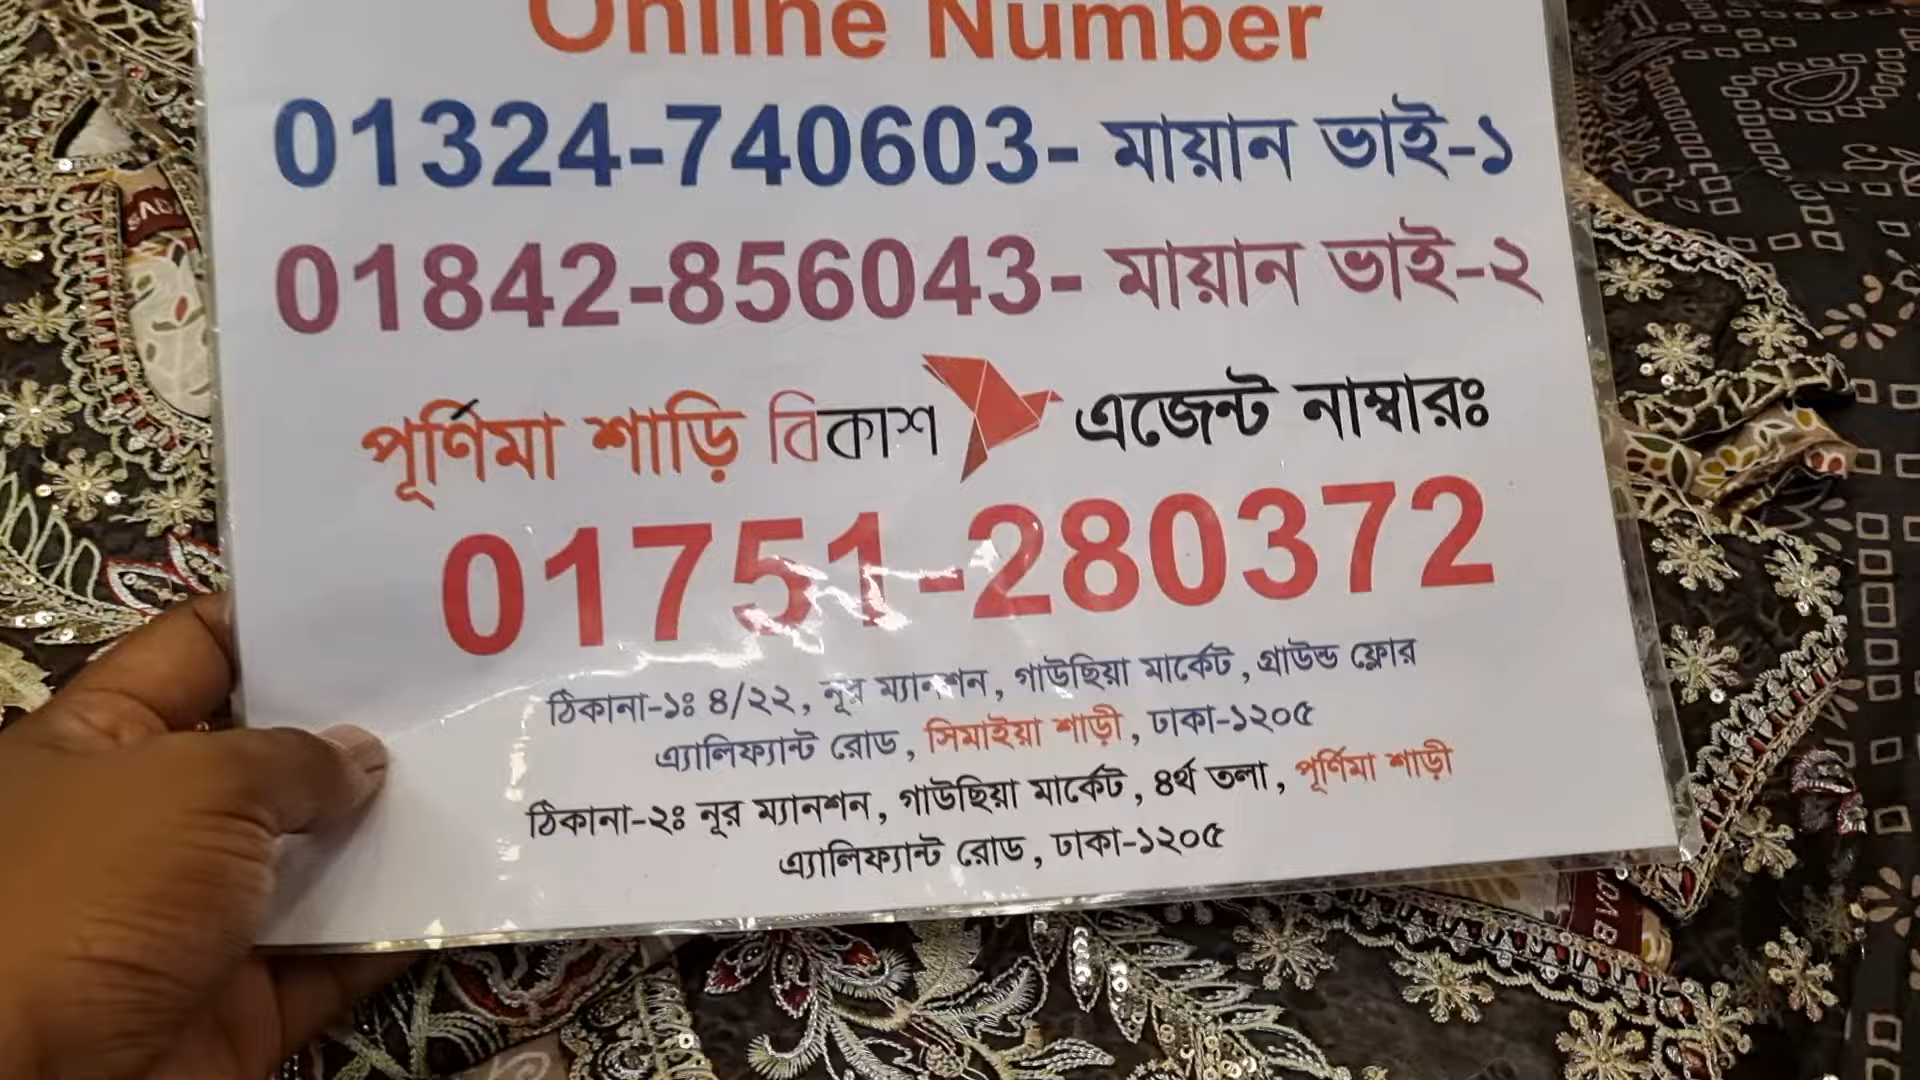 Online Number
01324-740603- মায়ান ভাই-১
01842-856043- মায়ান ভাই-২
পূর্ণিমা শাড়ি বিকাশ এজেন্ট নাম্বারঃ
01751-280372
ঠিকানা-১ঃ ৪/২২, নূর ম্যানশন, গাউছিয়া মার্কেট, গ্রাউন্ড ফ্লোর
এ্যালিফ্যান্ট রোড, সিমাইয়া শাড়ী, ঢাকা-১২০৫
ঠিকানা-২ঃ নূর ম্যানশন, গাউছিয়া মার্কেট, ৪র্থ তলা, পূর্ণিমা শাড়ী
এ্যালিফ্যান্ট রোড, ঢাকা-১২০৫